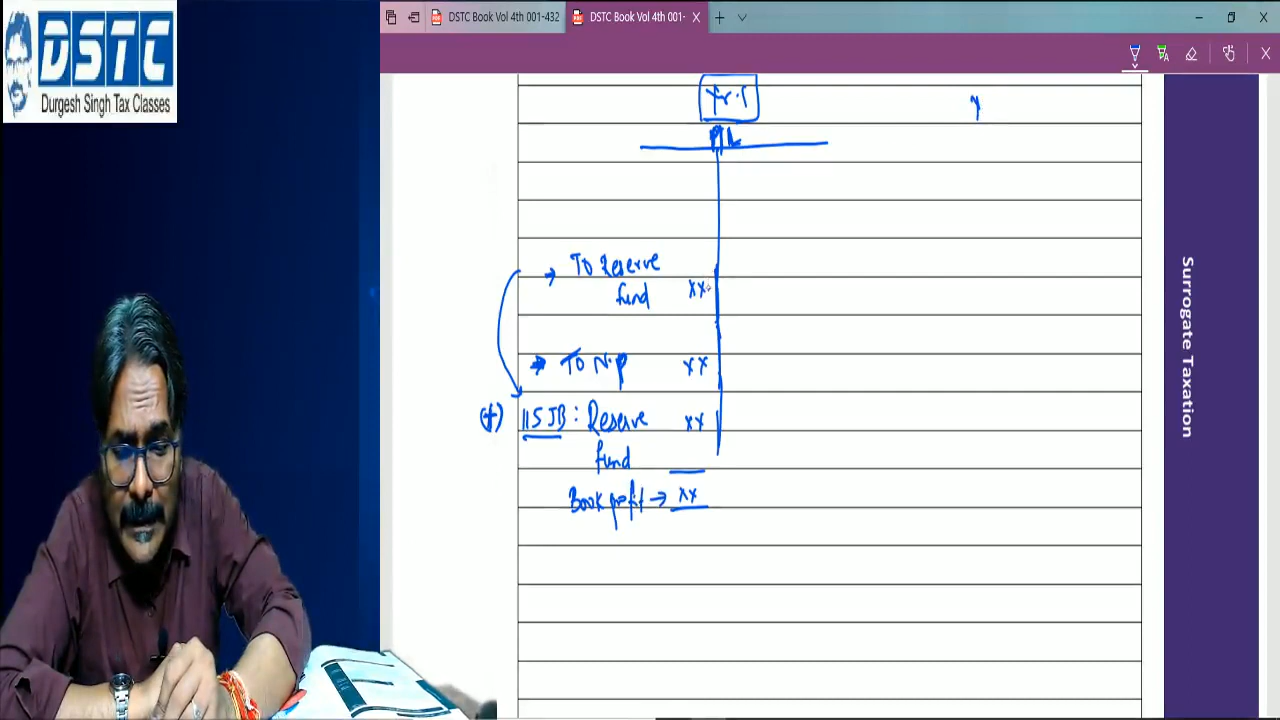 DSTC
Durgesh Singh Tax Classes
DSTC Book Vol 4th 001-432
DSTC Book Vol 4th 001-
Yr.1
P/L
Y
→ To Reserve
fund xx
→ To N.p xx
(+) 115JB: Reserve xx
fund
Book profit → xx
Surrogate Taxation